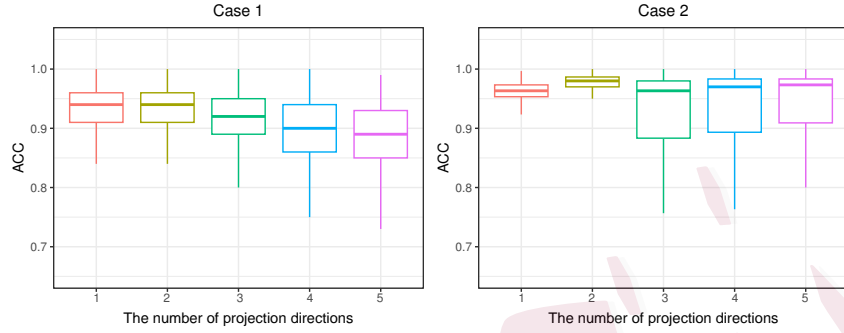 Case 1
Case 2
1.0
0.9
0.8
0.7
ACC
1 2 3 4 5
The number of projection directions
1.0
0.9
0.8
0.7
ACC
1 2 3 4 5
The number of projection directions